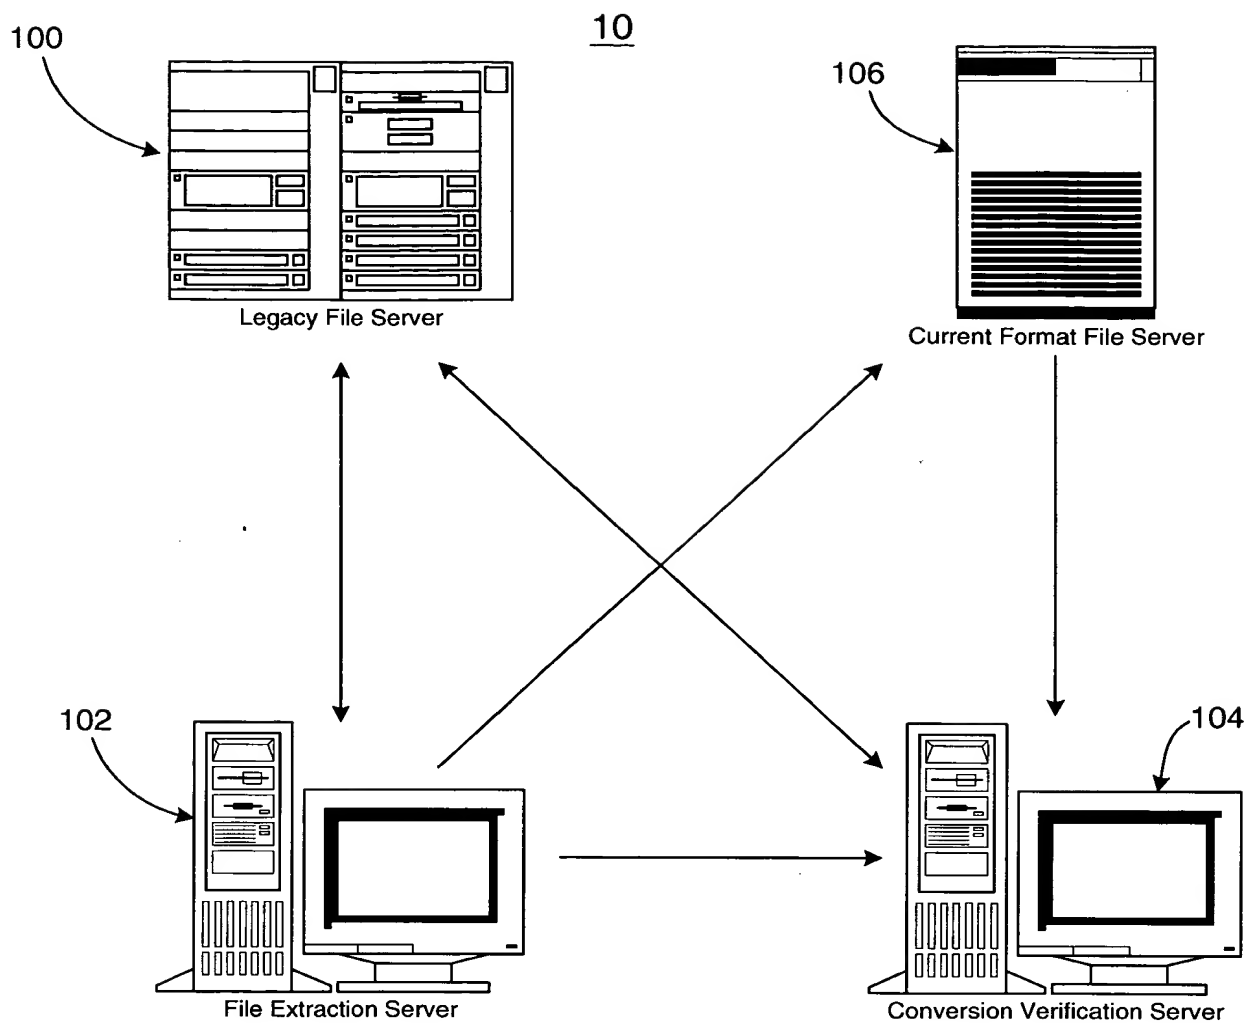 10
100
106
Legacy File Server
Current Format File Server
102
104
File Extraction Server
Conversion Verification Server